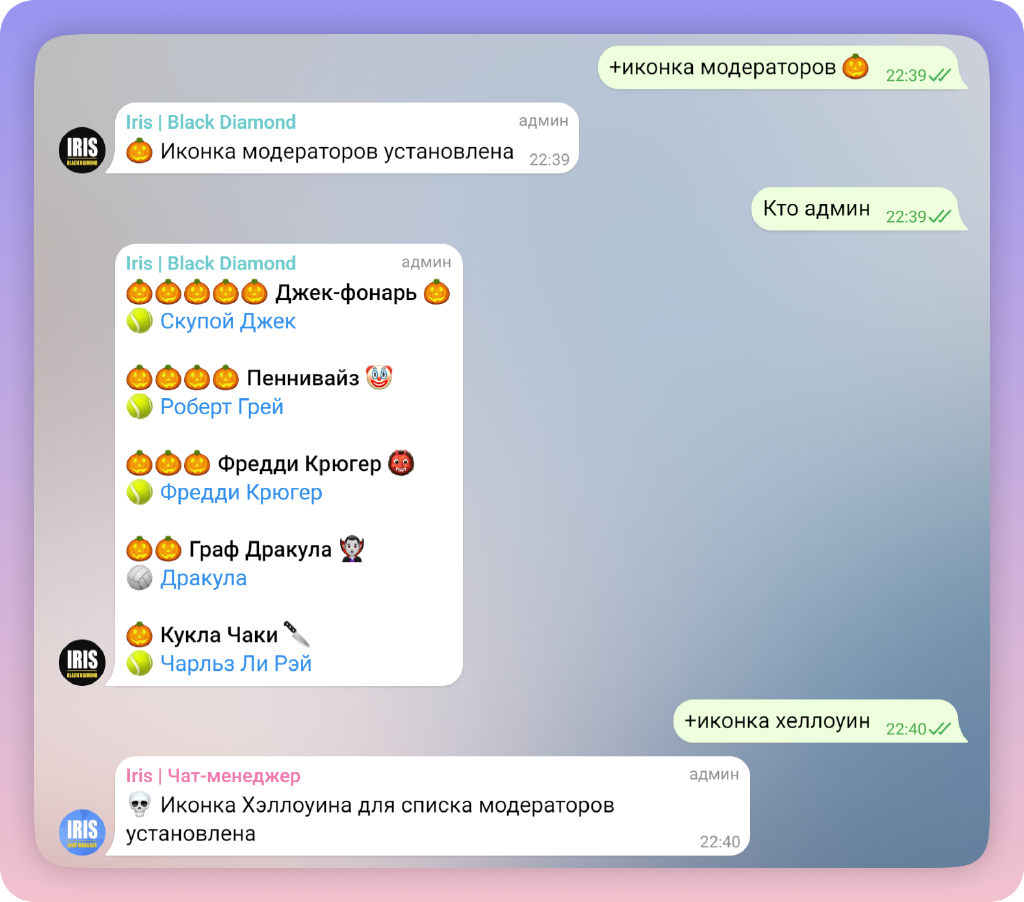 +иконка модераторов 🎃 22:39
Iris | Black Diamond админ
🎃 Иконка модераторов установлена 22:39
IRIS
BLACK DIAMOND
Кто админ 22:39
Iris | Black Diamond админ
🎃🎃🎃🎃🎃 Джек-фонарь 🎃
🎾 Скупой Джек
🎃🎃🎃🎃 Пеннивайз 🤡
🎾 Роберт Грей
🎃🎃🎃 Фредди Крюгер 👹
🎾 Фредди Крюгер
🎃🎃 Граф Дракула 🧛🏻‍♂️
🏐 Дракула
🎃 Кукла Чаки 🔪
🎾 Чарльз Ли Рэй
IRIS
BLACK DIAMOND
+иконка хеллоуин 22:40
Iris | Чат-менеджер админ
💀 Иконка Хэллоуина для списка модераторов
установлена 22:40
IRIS